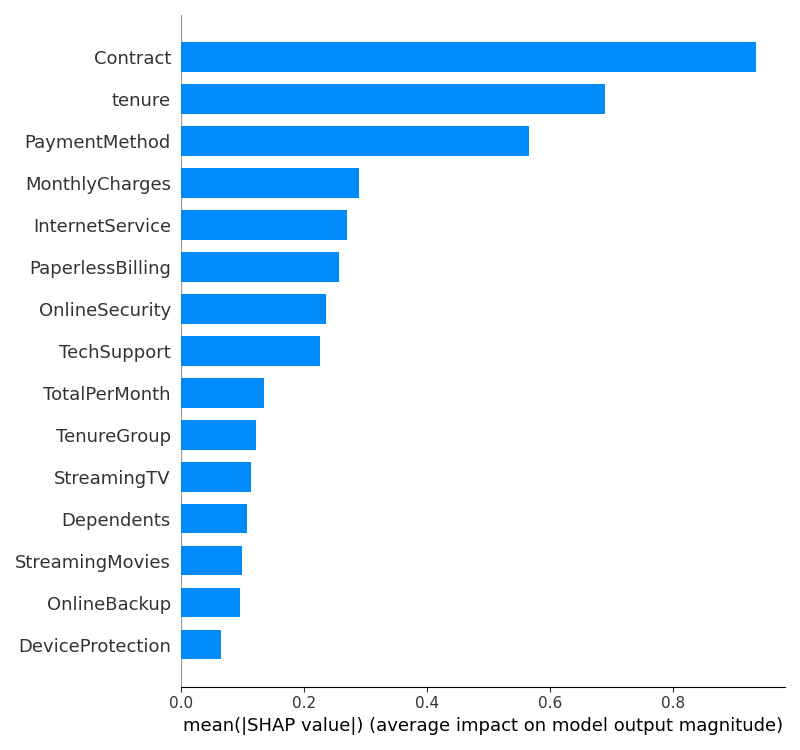 Contract
tenure
PaymentMethod
MonthlyCharges
InternetService
PaperlessBilling
OnlineSecurity
TechSupport
TotalPerMonth
TenureGroup
StreamingTV
Dependents
StreamingMovies
OnlineBackup
DeviceProtection
0.0 0.2 0.4 0.6 0.8
mean(|SHAP value|) (average impact on model output magnitude)